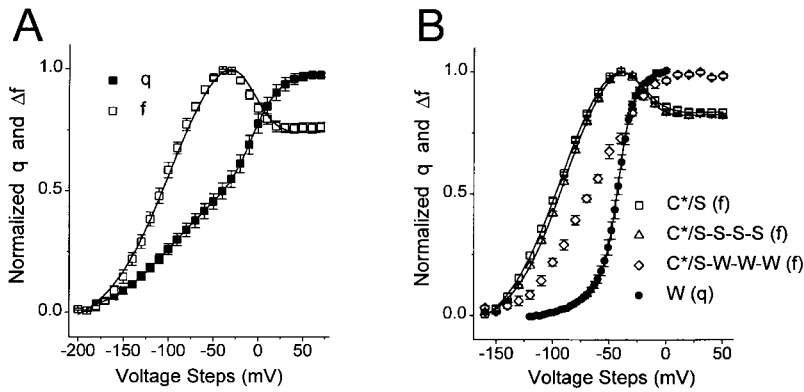 A
Normalized q and Δf
1.0
0.5
0.0
q
f
-200 -150 -100 -50 0 50
Voltage Steps (mV)
B
Normalized q and Δf
1.0
0.5
0.0
C*/S (f)
C*/S-S-S-S (f)
C*/S-W-W-W (f)
W (q)
-150 -100 -50 0 50
Voltage Steps (mV)